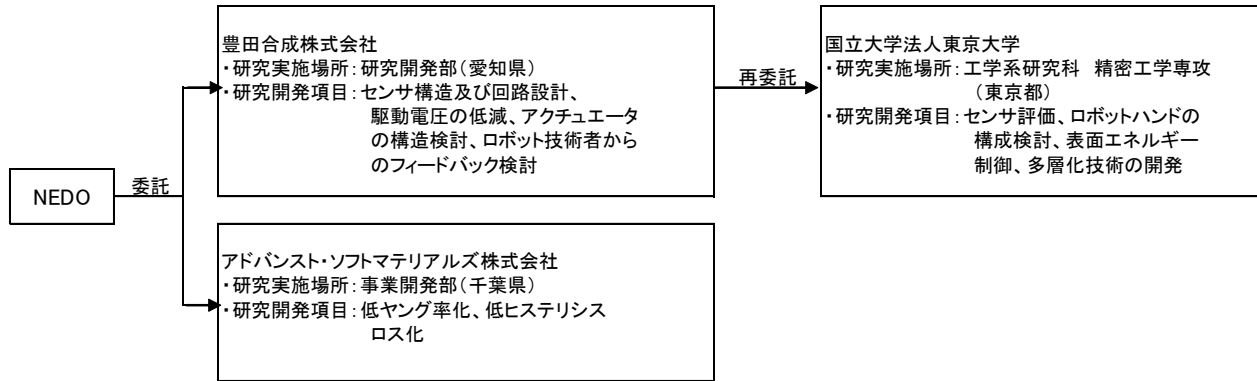 NEDO
委託
豊田合成株式会社
・研究実施場所：研究開発部（愛知県）
・研究開発項目：センサ構造及び回路設計、
駆動電圧の低減、アクチュエータ
の構造検討、ロボット技術者から
のフィードバック検討
再委託
国立大学法人東京大学
・研究実施場所：工学系研究科　精密工学専攻
（東京都）
・研究開発項目：センサ評価、ロボットハンドの
構成検討、表面エネルギー
制御、多層化技術の開発
アドバンスト・ソフトマテリアルズ株式会社
・研究実施場所：事業開発部（千葉県）
・研究開発項目：低ヤング率化、低ヒステリシス
ロス化